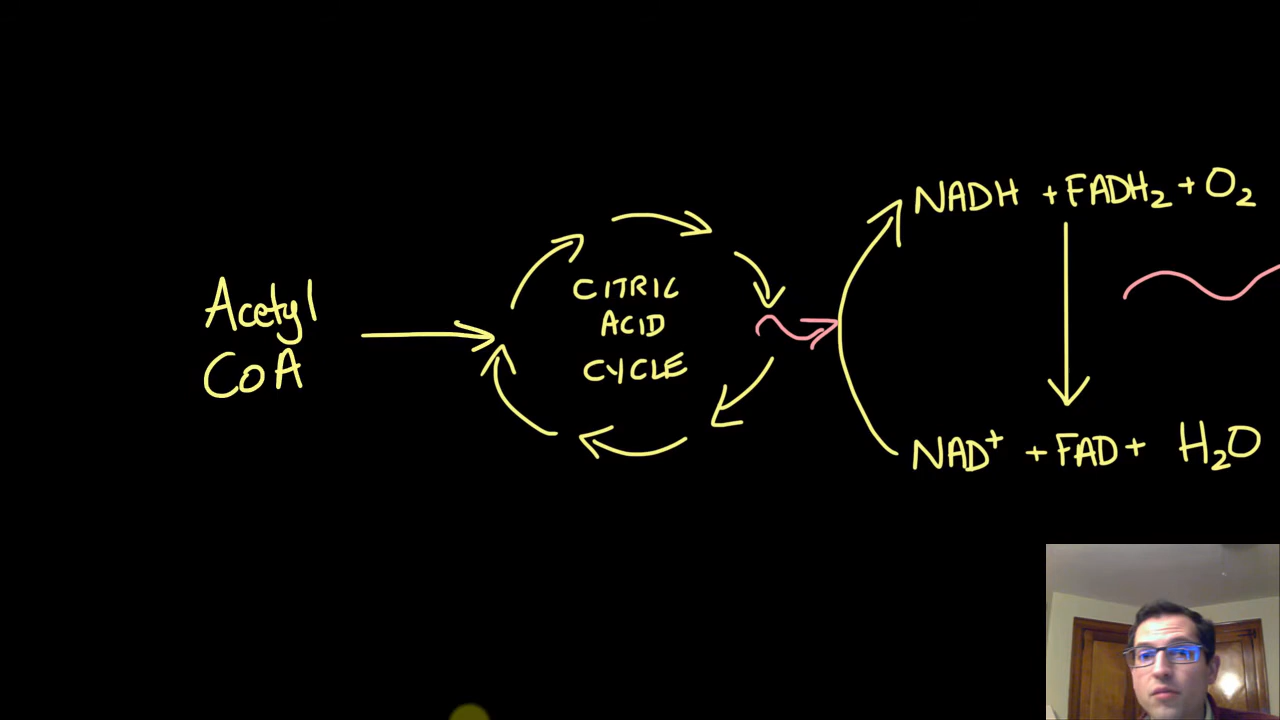 NADH + FADH₂ + O₂
Acetyl
CoA
CITRIC
ACID
CYCLE
NAD⁺ + FAD + H₂O